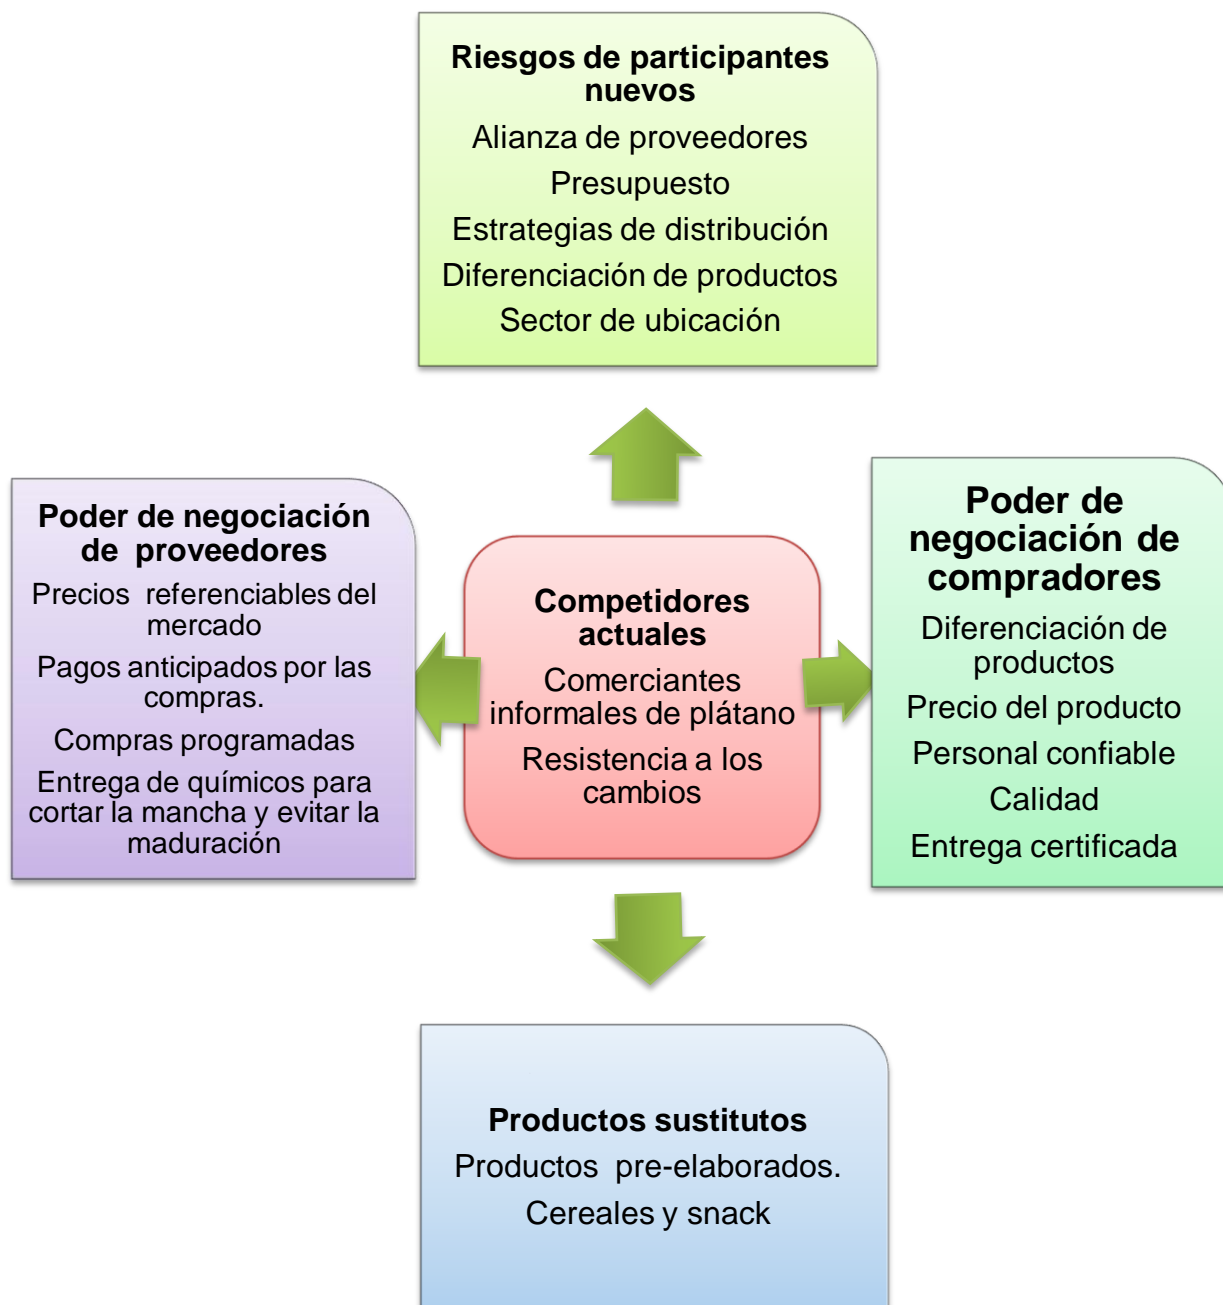 Riesgos de participantes
nuevos
Alianza de proveedores
Presupuesto
Estrategias de distribución
Diferenciación de productos
Sector de ubicación
Poder de negociación
de proveedores
Precios referenciables del
mercado
Pagos anticipados por las
compras.
Compras programadas
Entrega de químicos para
cortar la mancha y evitar la
maduración
Competidores
actuales
Comerciantes
informales de plátano
Resistencia a los
cambios
Poder de
negociación de
compradores
Diferenciación de
productos
Precio del producto
Personal confiable
Calidad
Entrega certificada
Productos sustitutos
Productos pre-elaborados.
Cereales y snack